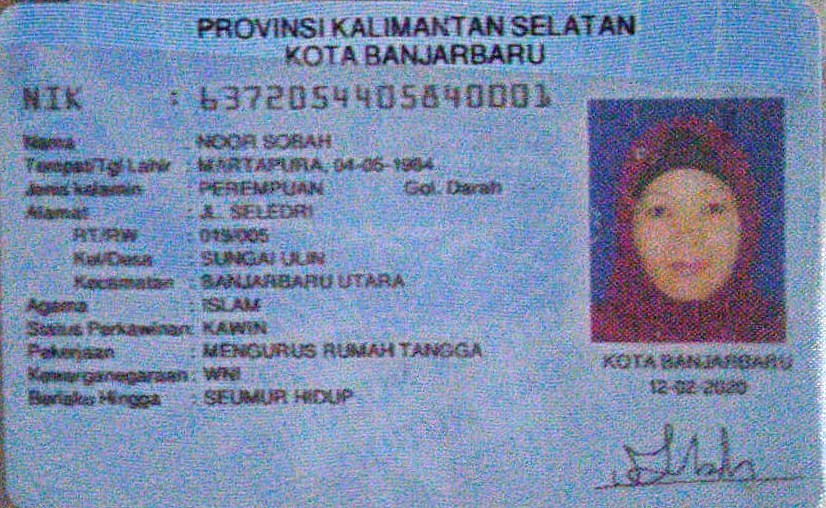 PROVINSI KALIMANTAN SELATAN
KOTA BANJARBARU
NIK : 6372054405840001
Nama : NOOR SOBAH
Tempat/Tgl Lahir : MARTAPURA, 04-05-1984
Jenis kelamin : PEREMPUAN Gol. Darah
Alamat : JL. SELEDRI
RT/RW : 019/005
Kel/Desa : SUNGAI ULIN
Kecamatan : BANJARBARU UTARA
Agama : ISLAM
Status Perkawinan: KAWIN
Pekerjaan : MENGURUS RUMAH TANGGA
Kewarganegaraan : WNI
Berlaku Hingga : SEUMUR HIDUP
KOTA BANJARBARU
12-02-2020